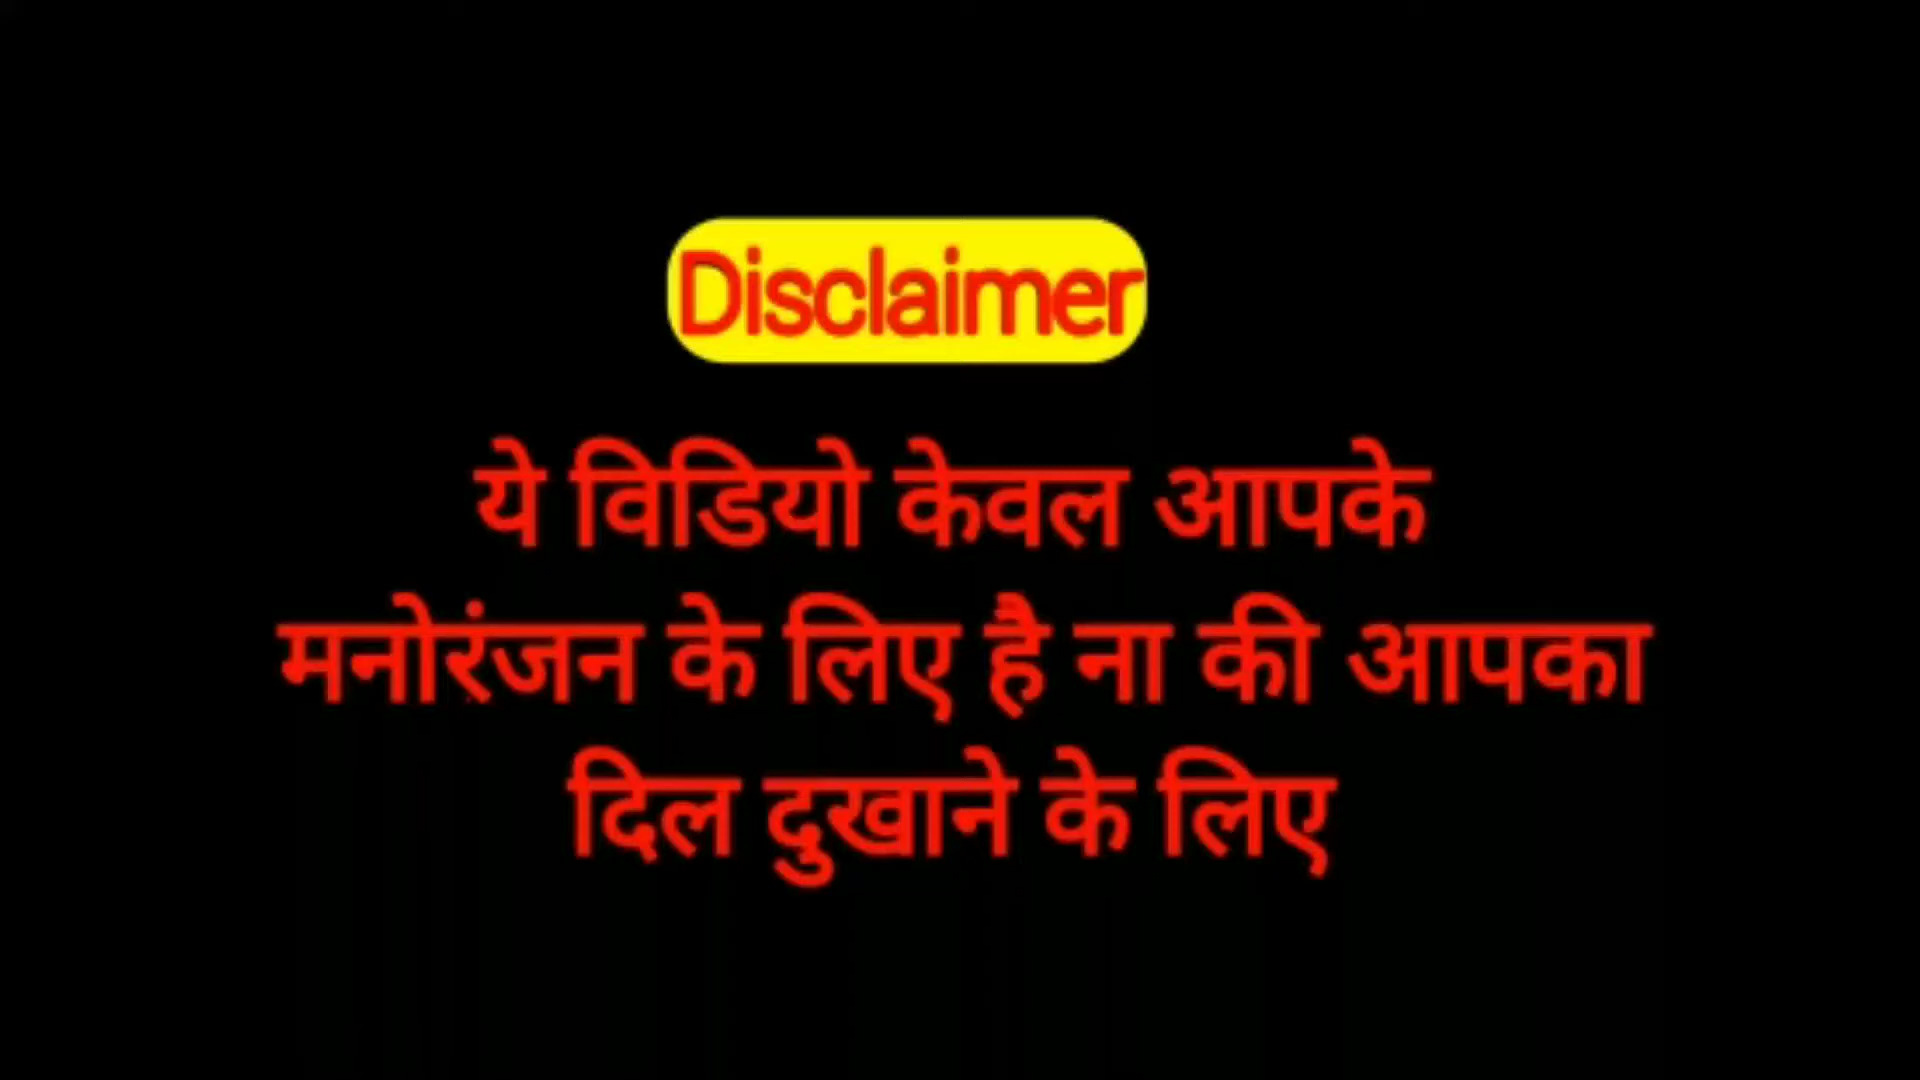 Disclaimer
ये विडियो केवल आपके
मनोरंजन के लिए है ना की आपका
दिल दुखाने के लिए